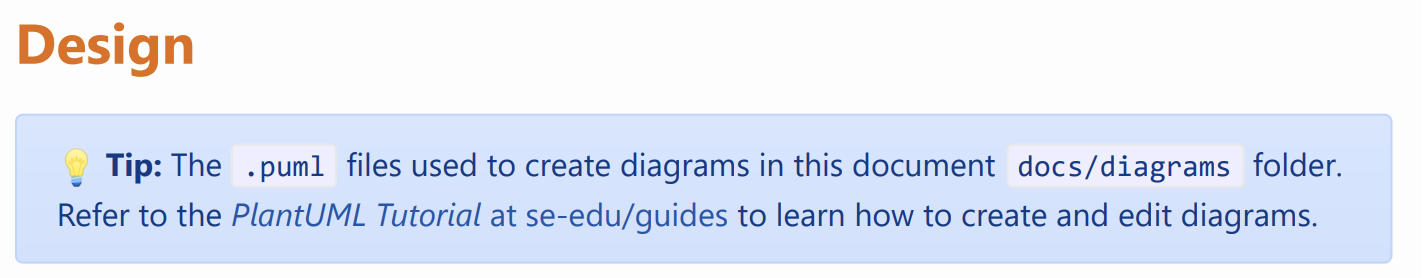 Design
💡 Tip: The .puml files used to create diagrams in this document docs/diagrams folder.
Refer to the PlantUML Tutorial at se-edu/guides to learn how to create and edit diagrams.